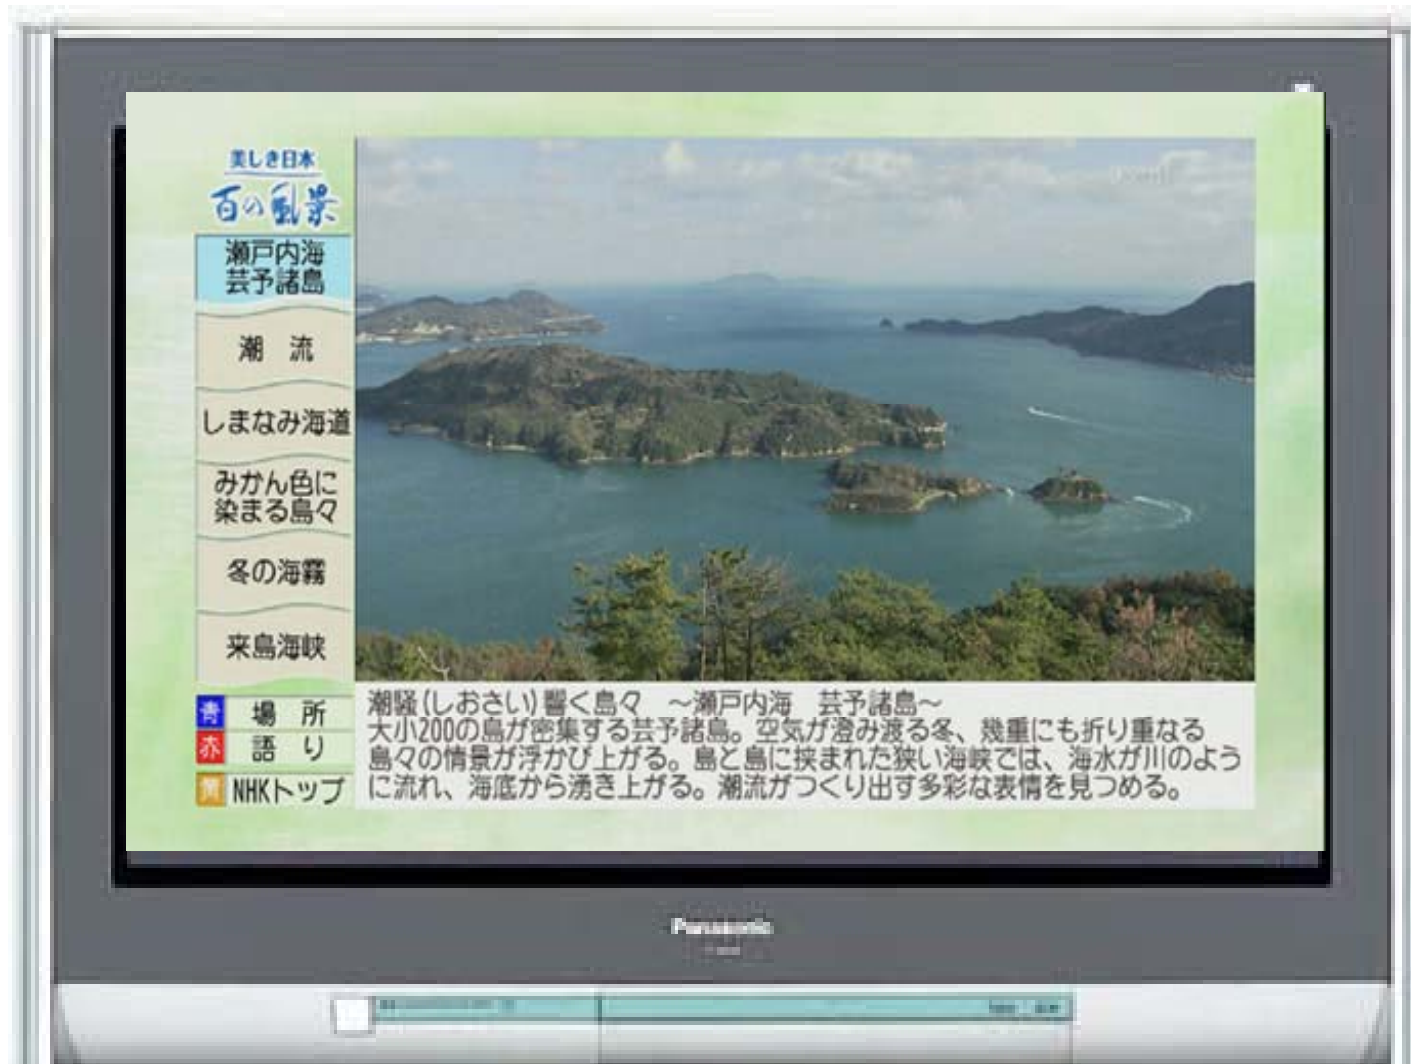 美しき日本
百の風景
瀬戸内海
芸予諸島
潮 流
しまなみ海道
みかん色に
染まる島々
冬の海霧
来島海峡
青 場 所
赤 語 り
黄 NHKトップ
潮騒(しおさい)響く島々 ～瀬戸内海 芸予諸島～
大小200の島が密集する芸予諸島。空気が澄み渡る冬、幾重にも折り重なる
島々の情景が浮かび上がる。島と島に挟まれた狭い海峡では、海水が川のよう
に流れ、海底から湧き上がる。潮流がつくり出す多彩な表情を見つめる。
Panasonic